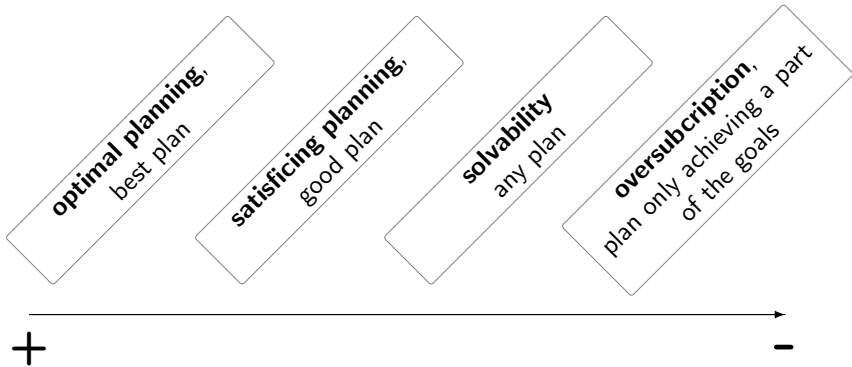 optimal planning,
best plan
satisficing planning,
good plan
solvability
any plan
oversubcription,
plan only achieving a part
of the goals
+
-